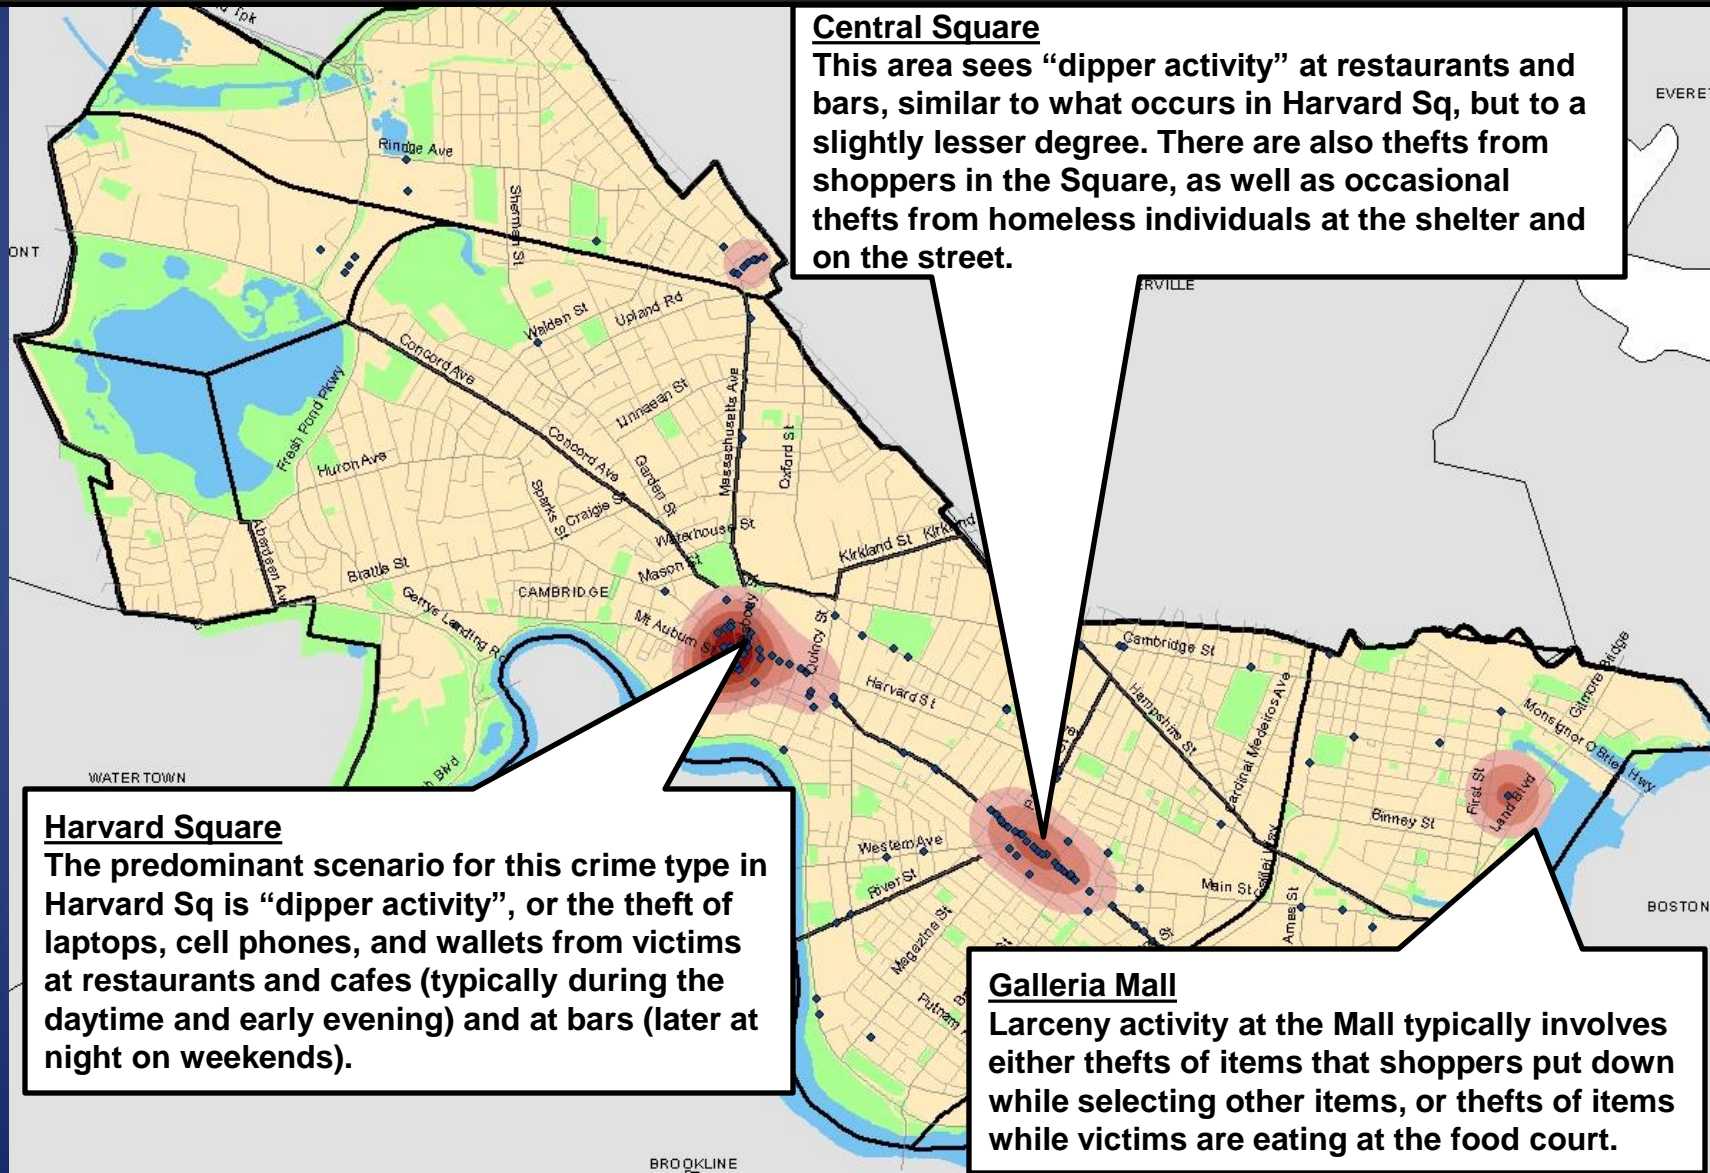 Tpk
Central Square
This area sees “dipper activity” at restaurants and
bars, similar to what occurs in Harvard Sq, but to a
slightly lesser degree. There are also thefts from
shoppers in the Square, as well as occasional
thefts from homeless individuals at the shelter and
on the street.
EVERET
Rindge Ave
Sherman St
ONT
ERVILLE
Walden St
Upland Rd
Concord Ave
Fresh Pond Pkwy
Massachusetts Ave
Linnaean St
Oxford St
Concord Ave
Garden St
Huron Ave
Sparks St
Craigie St
Waterhouse St
Kirkland St
Kirkland
Aberdeen Ave
Brattle St
Mason St
CAMBRIDGE
Gerrys Landing Rd
Mt Auburn St
Quincy St
Harvard St
Cambridge St
Hampshire St
Cardinal Medeiros Ave
Gilmore Bridge
Monsignor O'Brien Hwy
WATERTOWN
Blvd
First St
Land Blvd
Binney St
Western Ave
River St
Main St
Ames St
Magazine St
Putnam
BOSTON
Harvard Square
The predominant scenario for this crime type in
Harvard Sq is “dipper activity”, or the theft of
laptops, cell phones, and wallets from victims
at restaurants and cafes (typically during the
daytime and early evening) and at bars (later at
night on weekends).
Galleria Mall
Larceny activity at the Mall typically involves
either thefts of items that shoppers put down
while selecting other items, or thefts of items
while victims are eating at the food court.
BROOKLINE